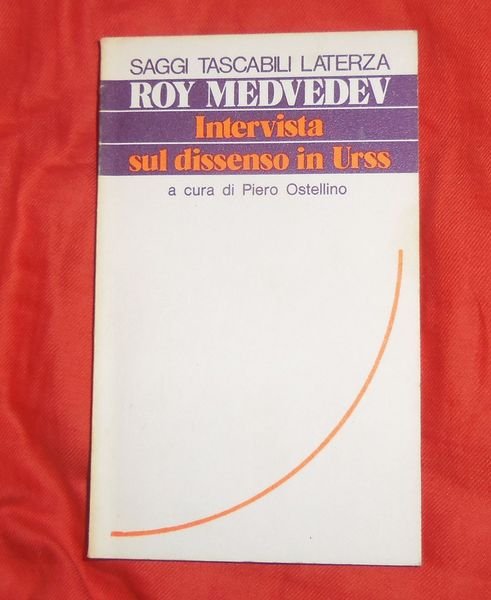 SAGGI TASCABILI LATERZA
ROY MEDVEDEV
Intervista
sul dissenso in Urss
a cura di Piero Ostellino